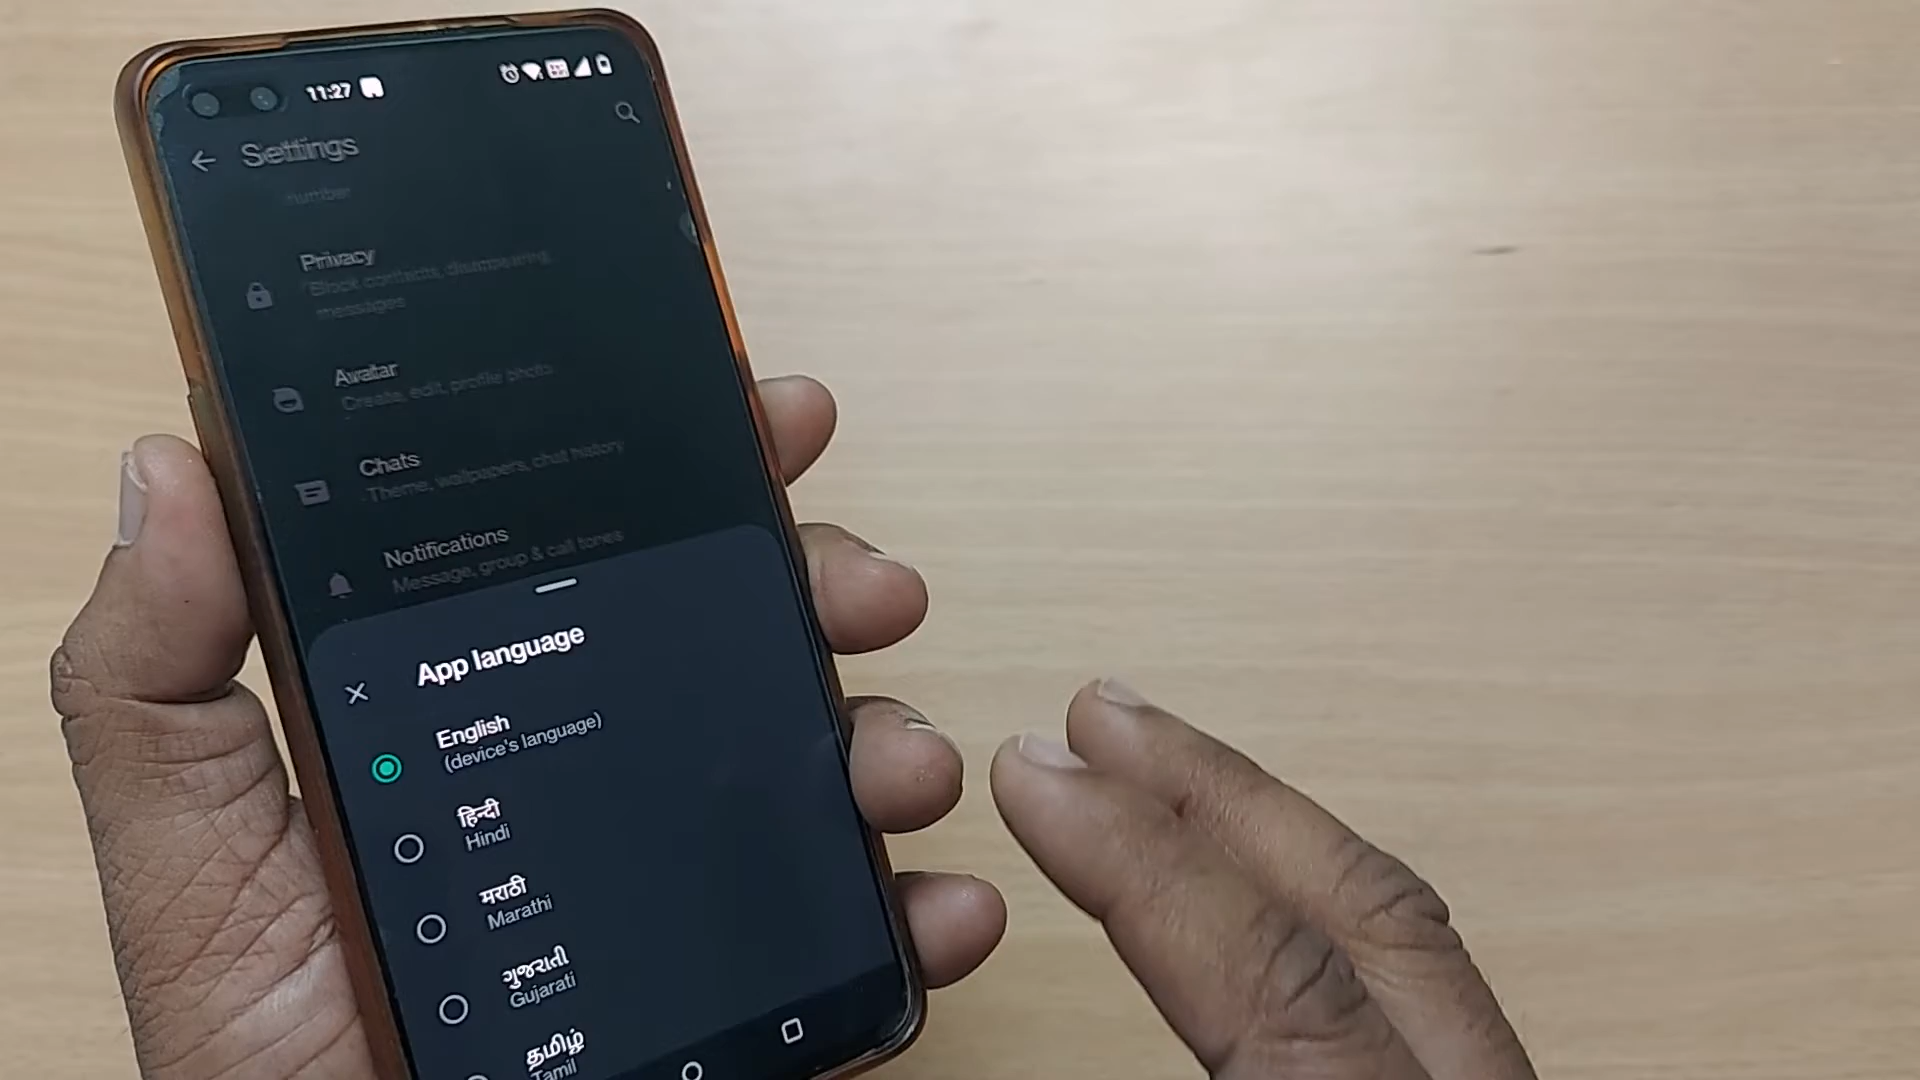 11:27
Settings
number
Privacy
Block contacts, disappearing
messages
Avatar
Create, edit, profile photo
Chats
Theme, wallpapers, chat history
Notifications
Message, group & call tones
App language
English
(device's language)
हिन्दी
Hindi
मराठी
Marathi
ગુજરાતી
Gujarati
தமிழ்
Tamil